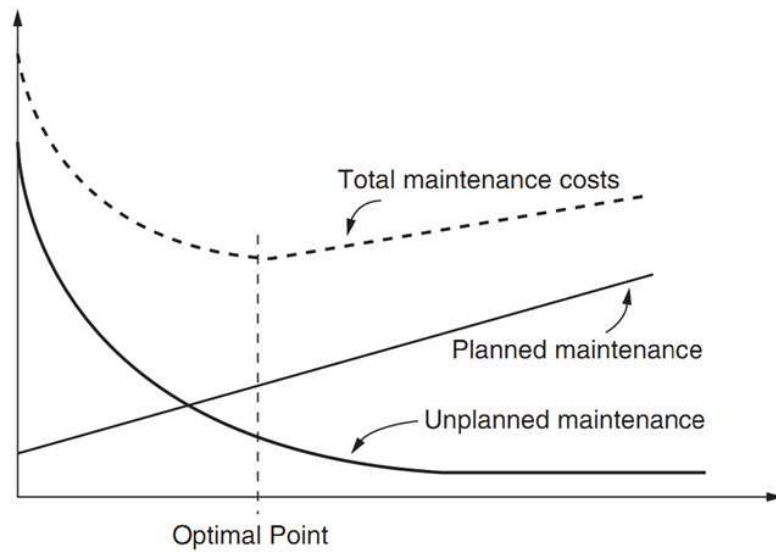 Total maintenance costs
Planned maintenance
Unplanned maintenance
Optimal Point